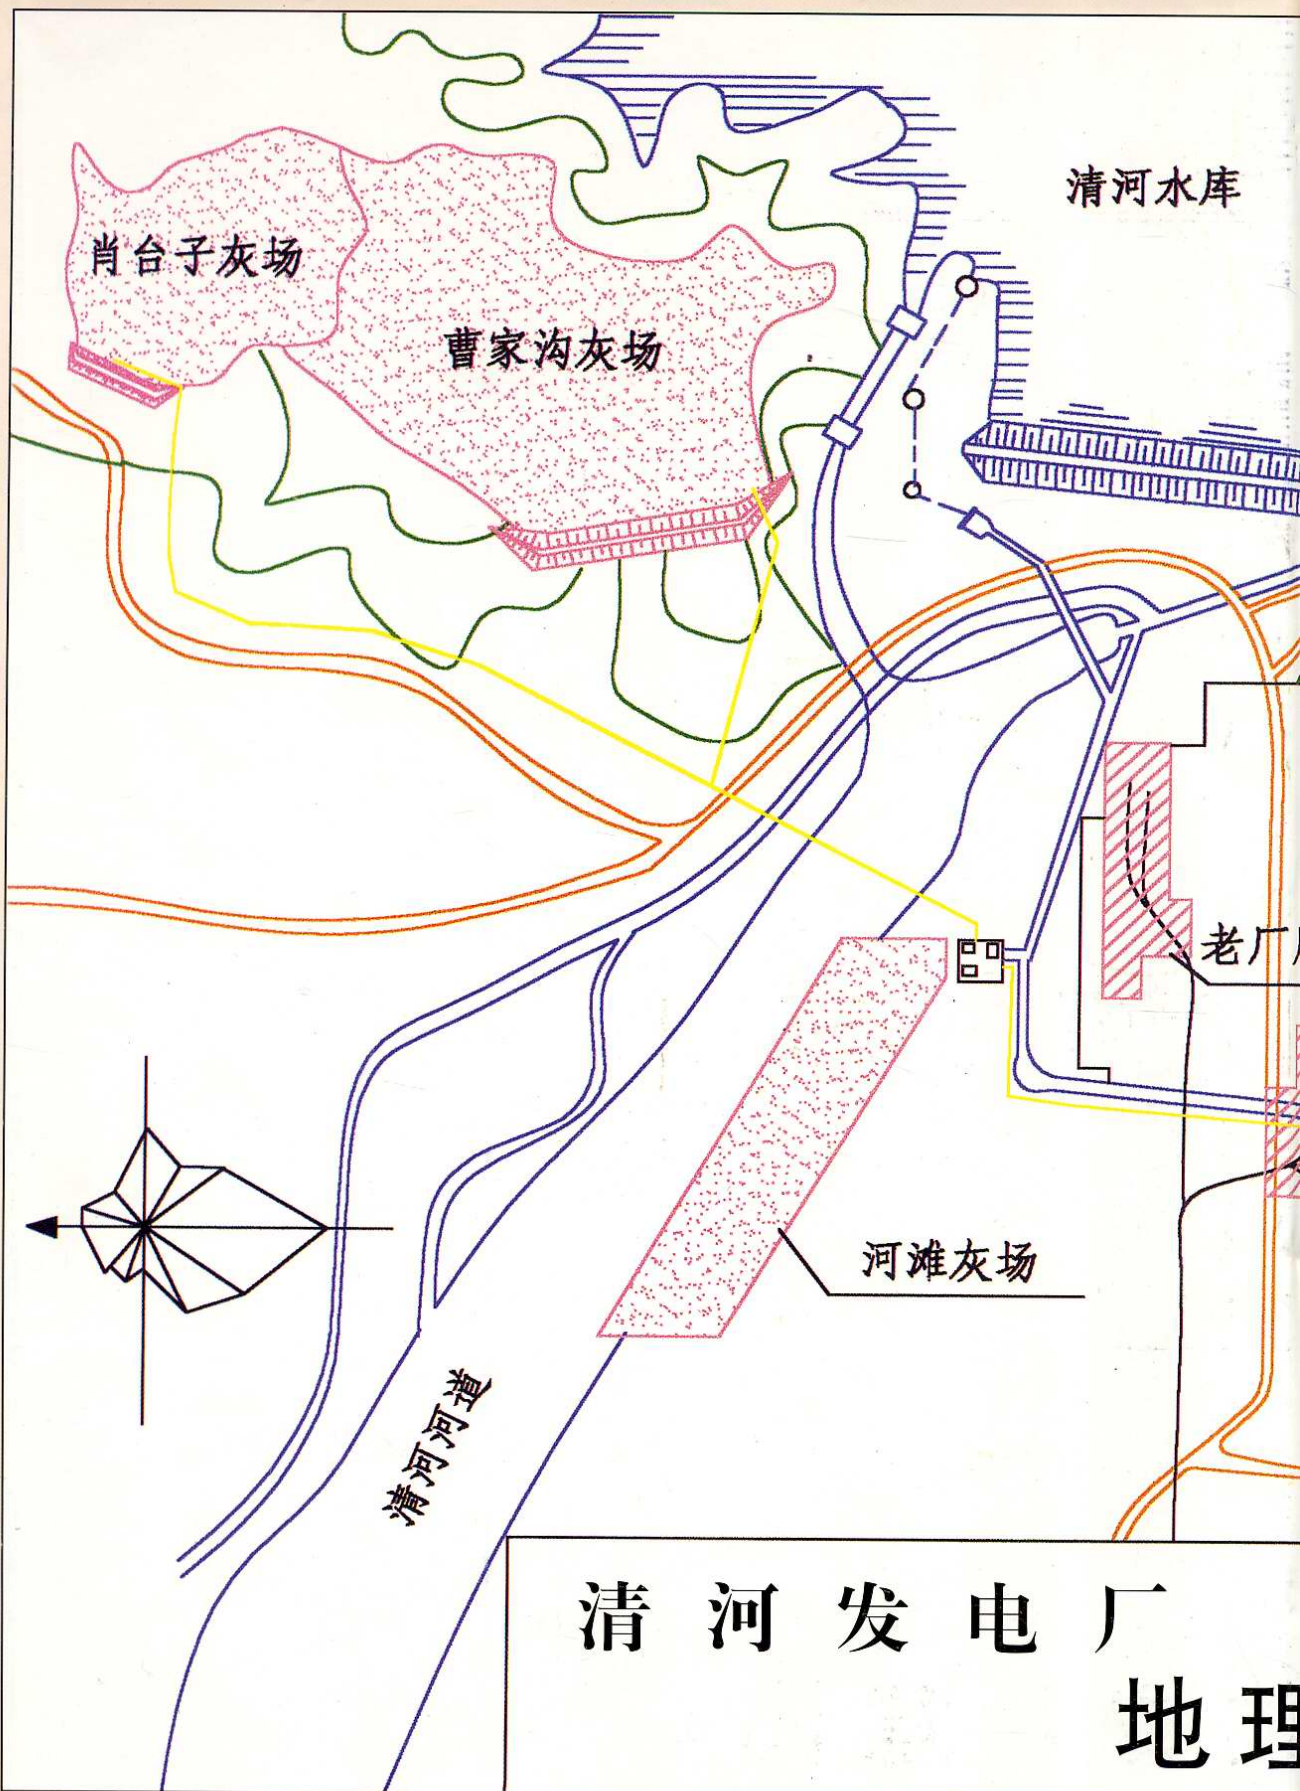 清河水库
肖台子灰场
曹家沟灰场
老厂
河滩灰场
清河河道
清河发电厂
地理